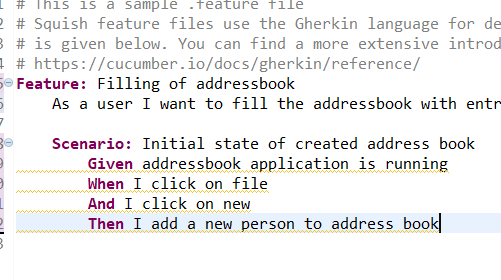 # This is a sample .feature file
# Squish feature files use the Gherkin language for de
# is given below. You can find a more extensive introd
# https://cucumber.io/docs/gherkin/reference/
Feature: Filling of addressbook
As a user I want to fill the addressbook with entr
Scenario: Initial state of created address book
Given addressbook application is running
When I click on file
And I click on new
Then I add a new person to address book